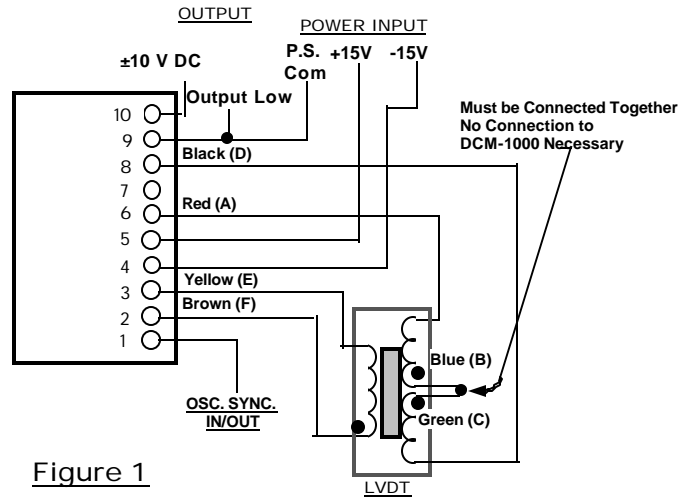 OUTPUT
POWER INPUT
±10 V DC
P.S.
Com
+15V
-15V
Output Low
Must be Connected Together
No Connection to
DCM-1000 Necessary
10
9
8
Black (D)
7
6
Red (A)
5
4
3
Yellow (E)
2
Brown (F)
1
Blue (B)
Green (C)
OSC. SYNC.
IN/OUT
Figure 1
LVDT